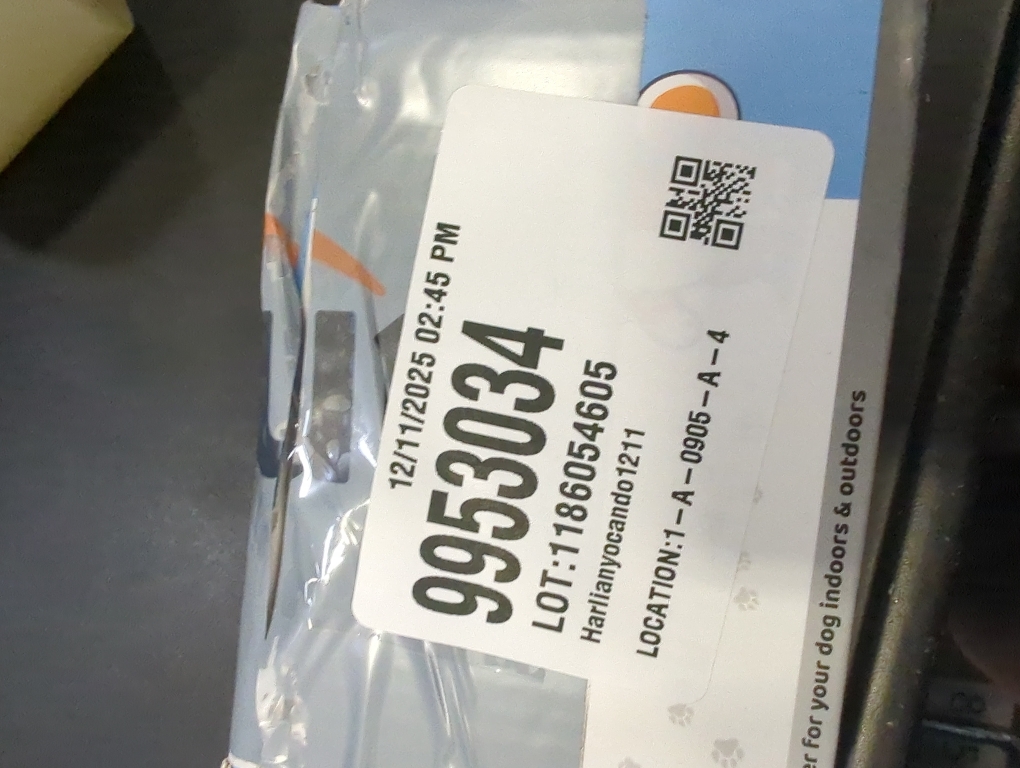 12/11/2025 02:45 PM
9953034
LOT:1186054605
Harlianyocando1211
LOCATION:1-A-0905-A-4
for your dog indoors & outdoors